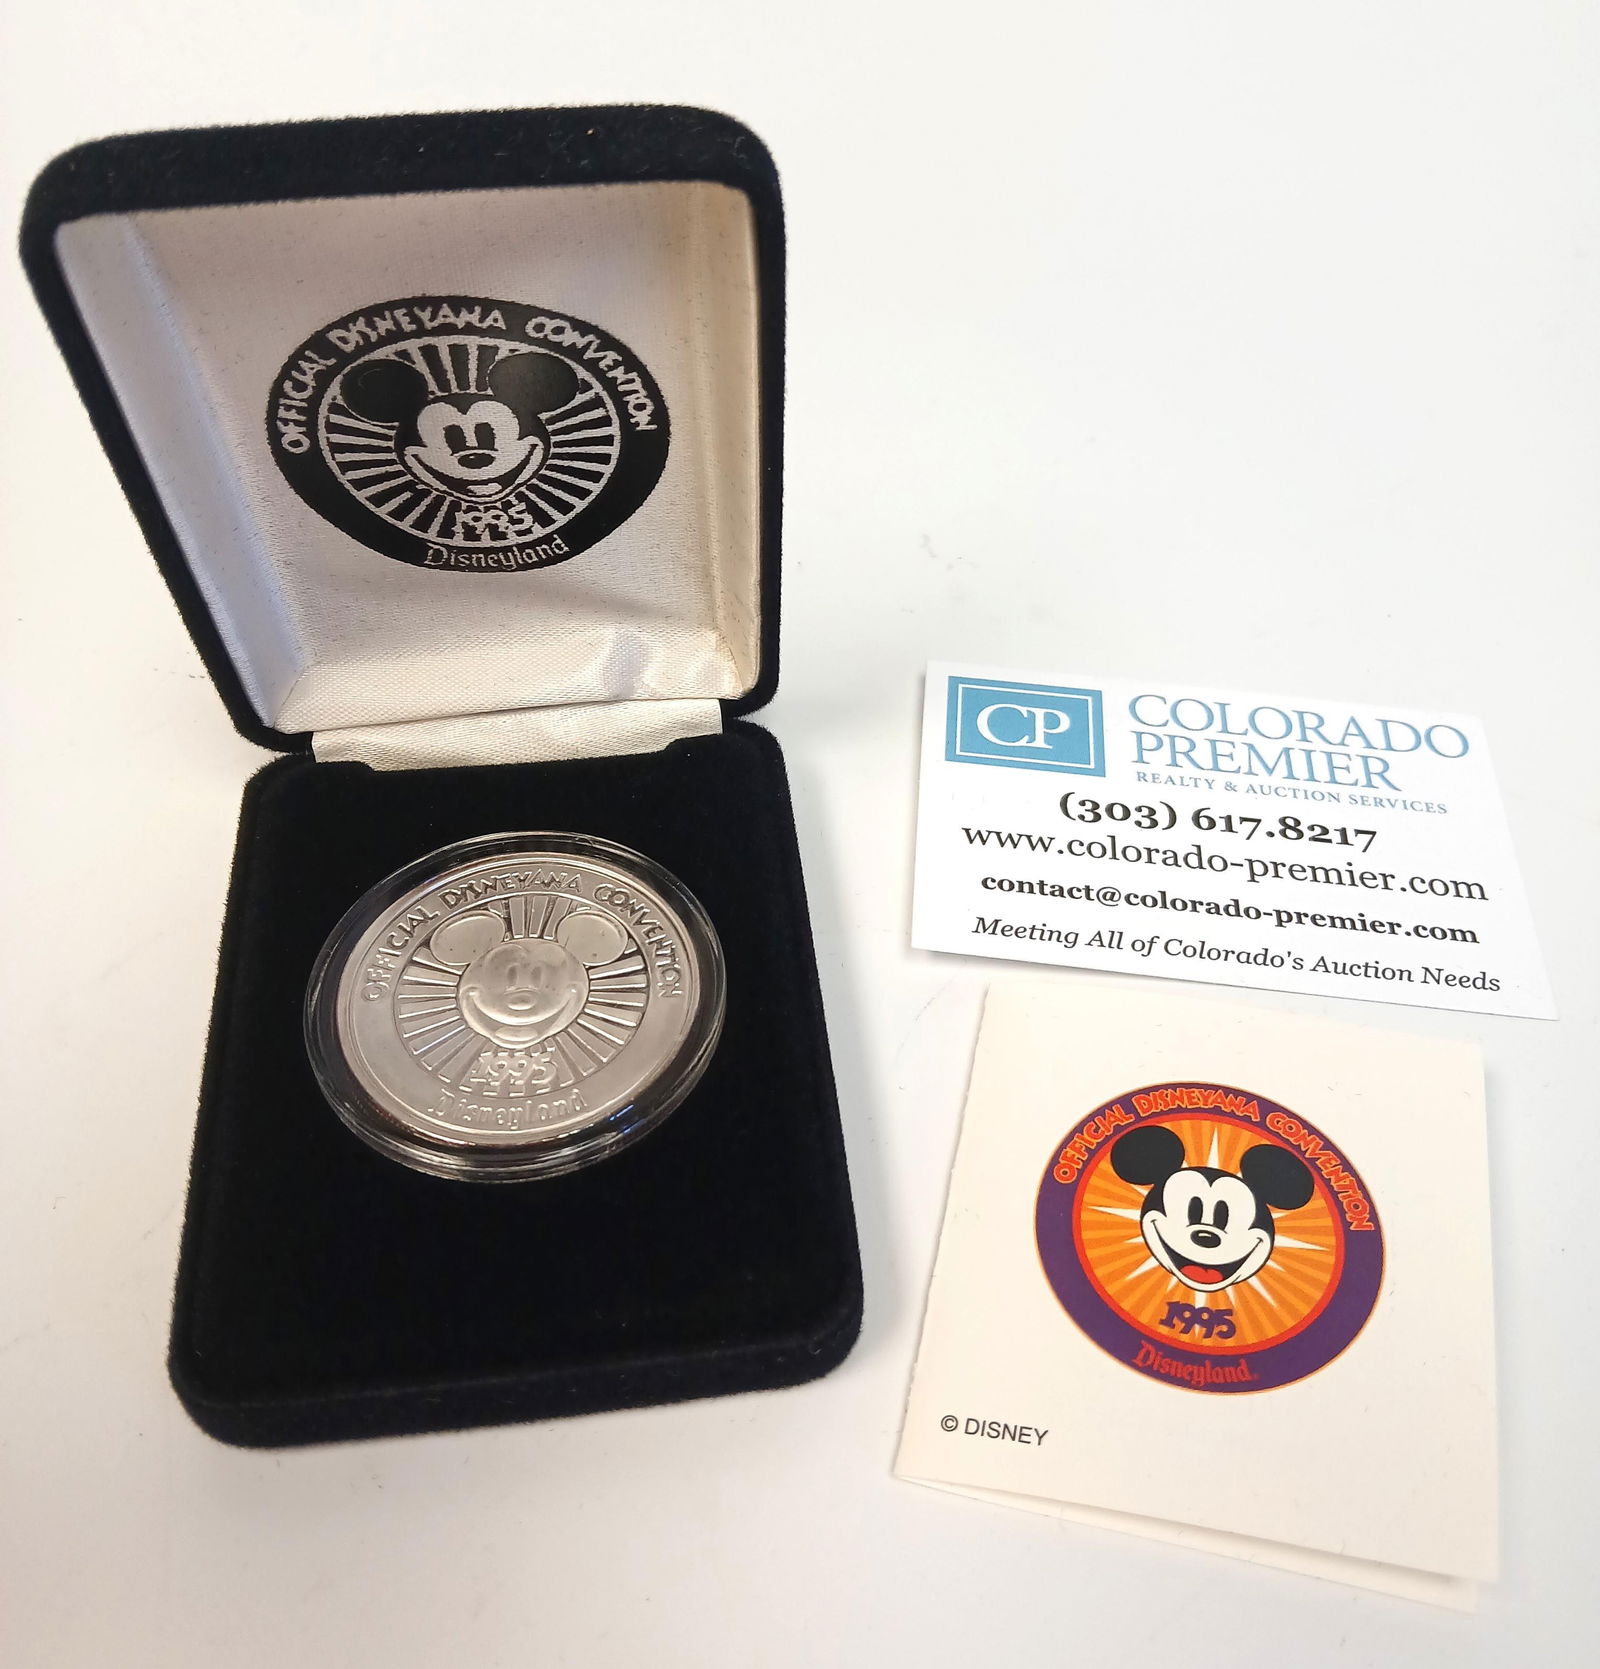 OFFICIAL DISNEYANA CONVENTION
1995
Disneyland
OFFICIAL DISNEYANA CONVENTION
1995
Disneyland
CP
COLORADO
PREMIER
REALTY & AUCTION SERVICES
(303) 617.8217
www.colorado-premier.com
contact@colorado-premier.com
Meeting All of Colorado's Auction Needs
OFFICIAL DISNEYANA CONVENTION
1995
Disneyland
© DISNEY